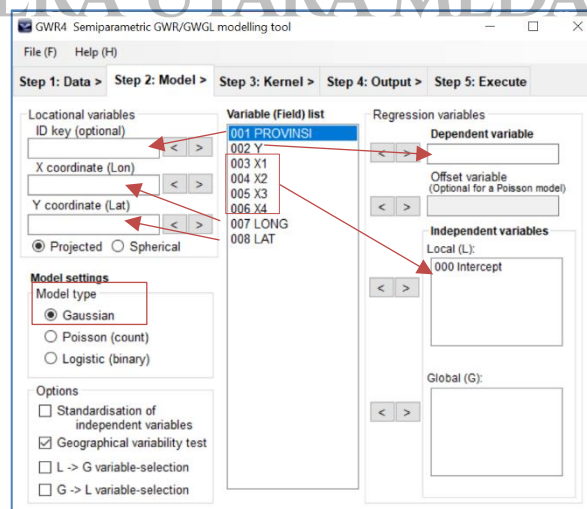 ERA UTARA MEDA
GWR4 Semiparametric GWR/GWGL modelling tool
File (F) Help (H)
Step 1: Data > Step 2: Model > Step 3: Kernel > Step 4: Output > Step 5: Execute
Locational variables
ID key (optional)
< >
X coordinate (Lon)
< >
Y coordinate (Lat)
< >
Projected Spherical
Model settings
Model type
Gaussian
Poisson (count)
Logistic (binary)
Options
Standardisation of
independent variables
Geographical variability test
L -> G variable-selection
G -> L variable-selection
Variable (Field) list
001 PROVINSI
002 Y
003 X1
004 X2
005 X3
006 X4
007 LONG
008 LAT
Regression variables
Dependent variable
< >
Offset variable
(Optional for a Poisson model)
< >
Independent variables
Local (L):
000 Intercept
< >
Global (G):
< >